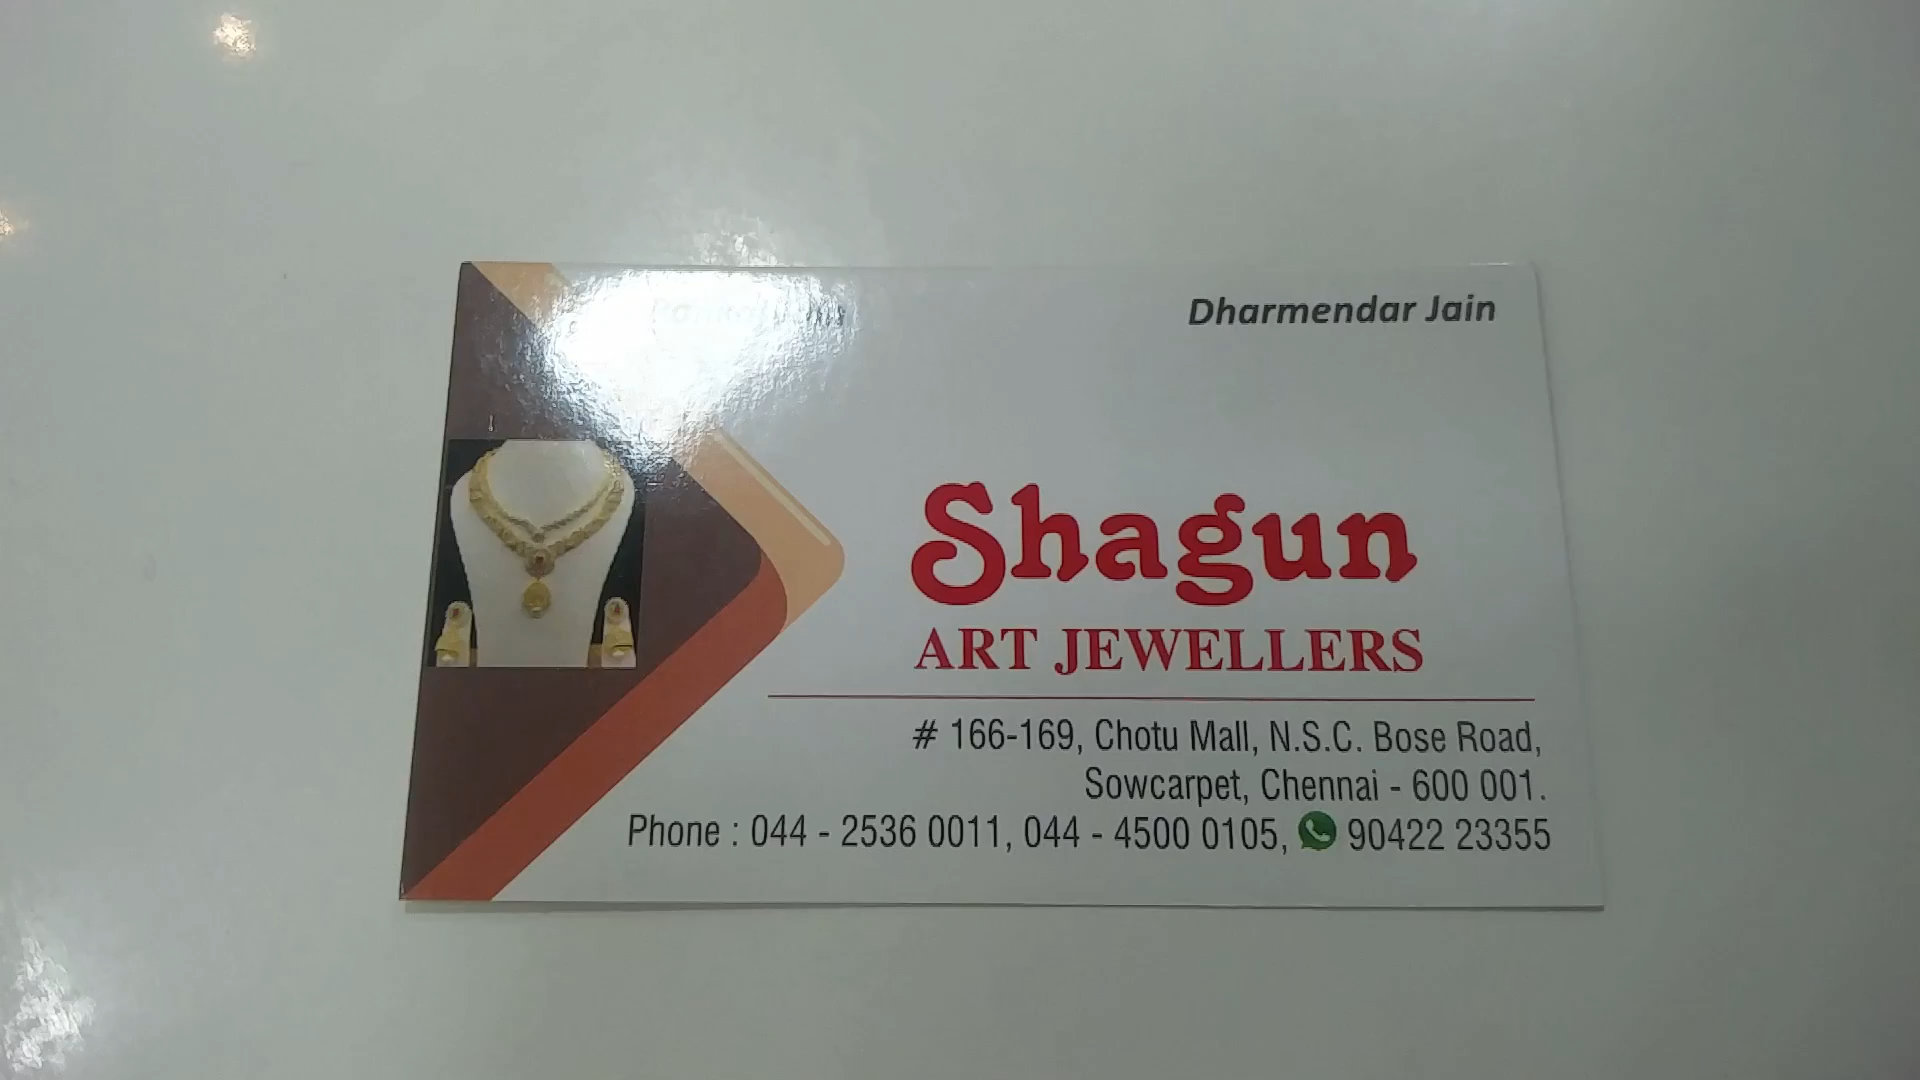 Dharmendar Jain
Shagun
ART JEWELLERS
# 166-169, Chotu Mall, N.S.C. Bose Road,
Sowcarpet, Chennai - 600 001.
Phone : 044 - 2536 0011, 044 - 4500 0105, 90422 23355